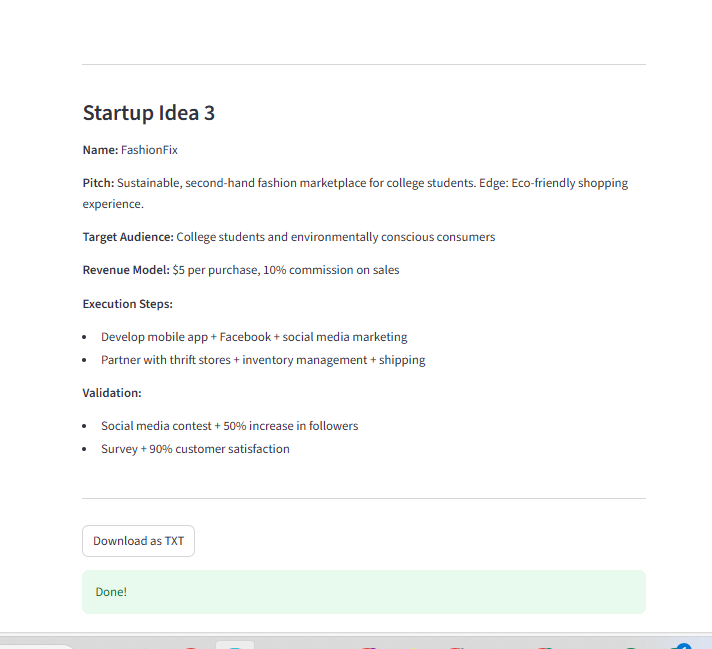 Startup Idea 3
Name: FashionFix
Pitch: Sustainable, second-hand fashion marketplace for college students. Edge: Eco-friendly shopping
experience.
Target Audience: College students and environmentally conscious consumers
Revenue Model: $5 per purchase, 10% commission on sales
Execution Steps:
• Develop mobile app + Facebook + social media marketing
• Partner with thrift stores + inventory management + shipping
Validation:
• Social media contest + 50% increase in followers
• Survey + 90% customer satisfaction
Download as TXT
Done!